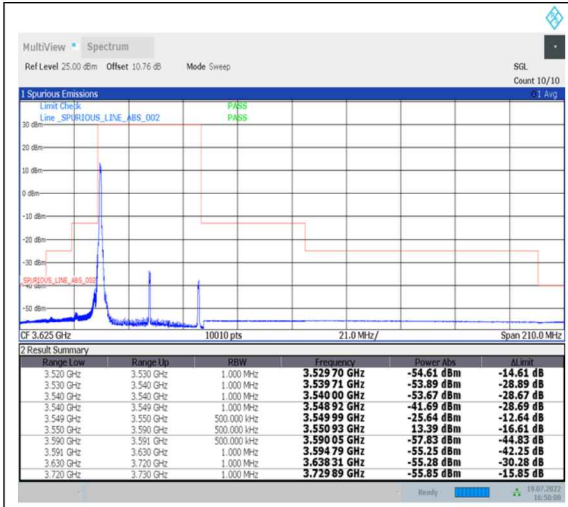 MultiView Spectrum
Ref Level 25.00 dBm Offset 10.76 dB Mode Sweep SGL
Count 10/10
1 Spurious Emissions 1 Avg
Limit Check PASS
Line _SPURIOUS_LINE_ABS_002 PASS
30 dBm
20 dBm
10 dBm
0 dBm
-10 dBm
-20 dBm
-30 dBm
SPURIOUS_LINE_ABS_002
-50 dBm
CF 3.625 GHz 10010 pts 21.0 MHz/ Span 210.0 MHz
2 Result Summary
Range Low Range Up RBW Frequency Power Abs ΔLimit
3.520 GHz 3.530 GHz 1.000 MHz 3.529 70 GHz -54.61 dBm -14.61 dB
3.530 GHz 3.540 GHz 1.000 MHz 3.539 71 GHz -53.89 dBm -28.89 dB
3.540 GHz 3.540 GHz 1.000 MHz 3.540 00 GHz -53.67 dBm -28.67 dB
3.540 GHz 3.549 GHz 1.000 MHz 3.548 92 GHz -41.69 dBm -28.69 dB
3.549 GHz 3.550 GHz 500.000 kHz 3.549 99 GHz -25.64 dBm -12.64 dB
3.550 GHz 3.590 GHz 500.000 kHz 3.550 93 GHz 13.39 dBm -16.61 dB
3.590 GHz 3.591 GHz 500.000 kHz 3.590 05 GHz -57.83 dBm -44.83 dB
3.591 GHz 3.630 GHz 1.000 MHz 3.594 79 GHz -55.25 dBm -42.25 dB
3.630 GHz 3.720 GHz 1.000 MHz 3.638 31 GHz -55.28 dBm -30.28 dB
3.720 GHz 3.730 GHz 1.000 MHz 3.729 89 GHz -55.85 dBm -15.85 dB
Ready 19.07.2022
16:50:08